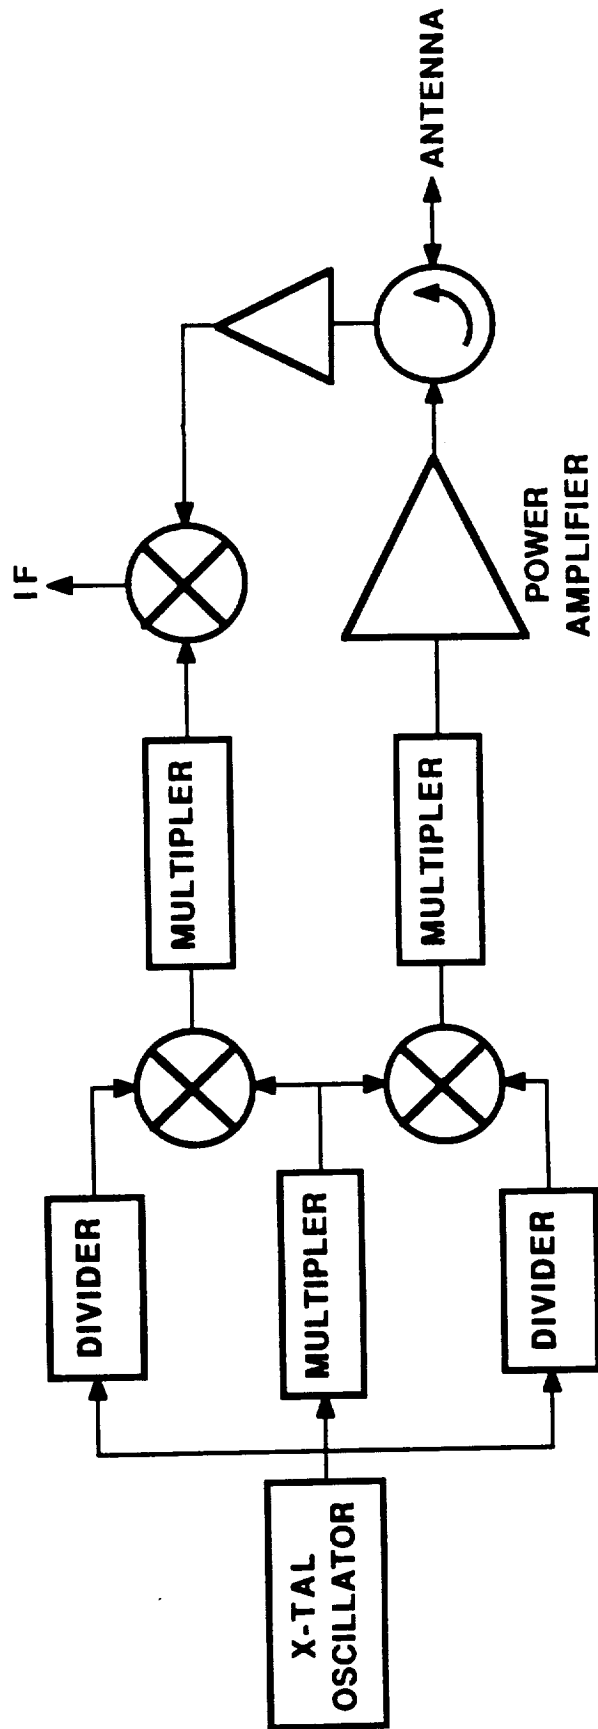 X-TAL
OSCILLATOR
DIVIDER
MULTIPLER
DIVIDER
MULTIPLER
MULTIPLER
IF
POWER
AMPLIFIER
ANTENNA